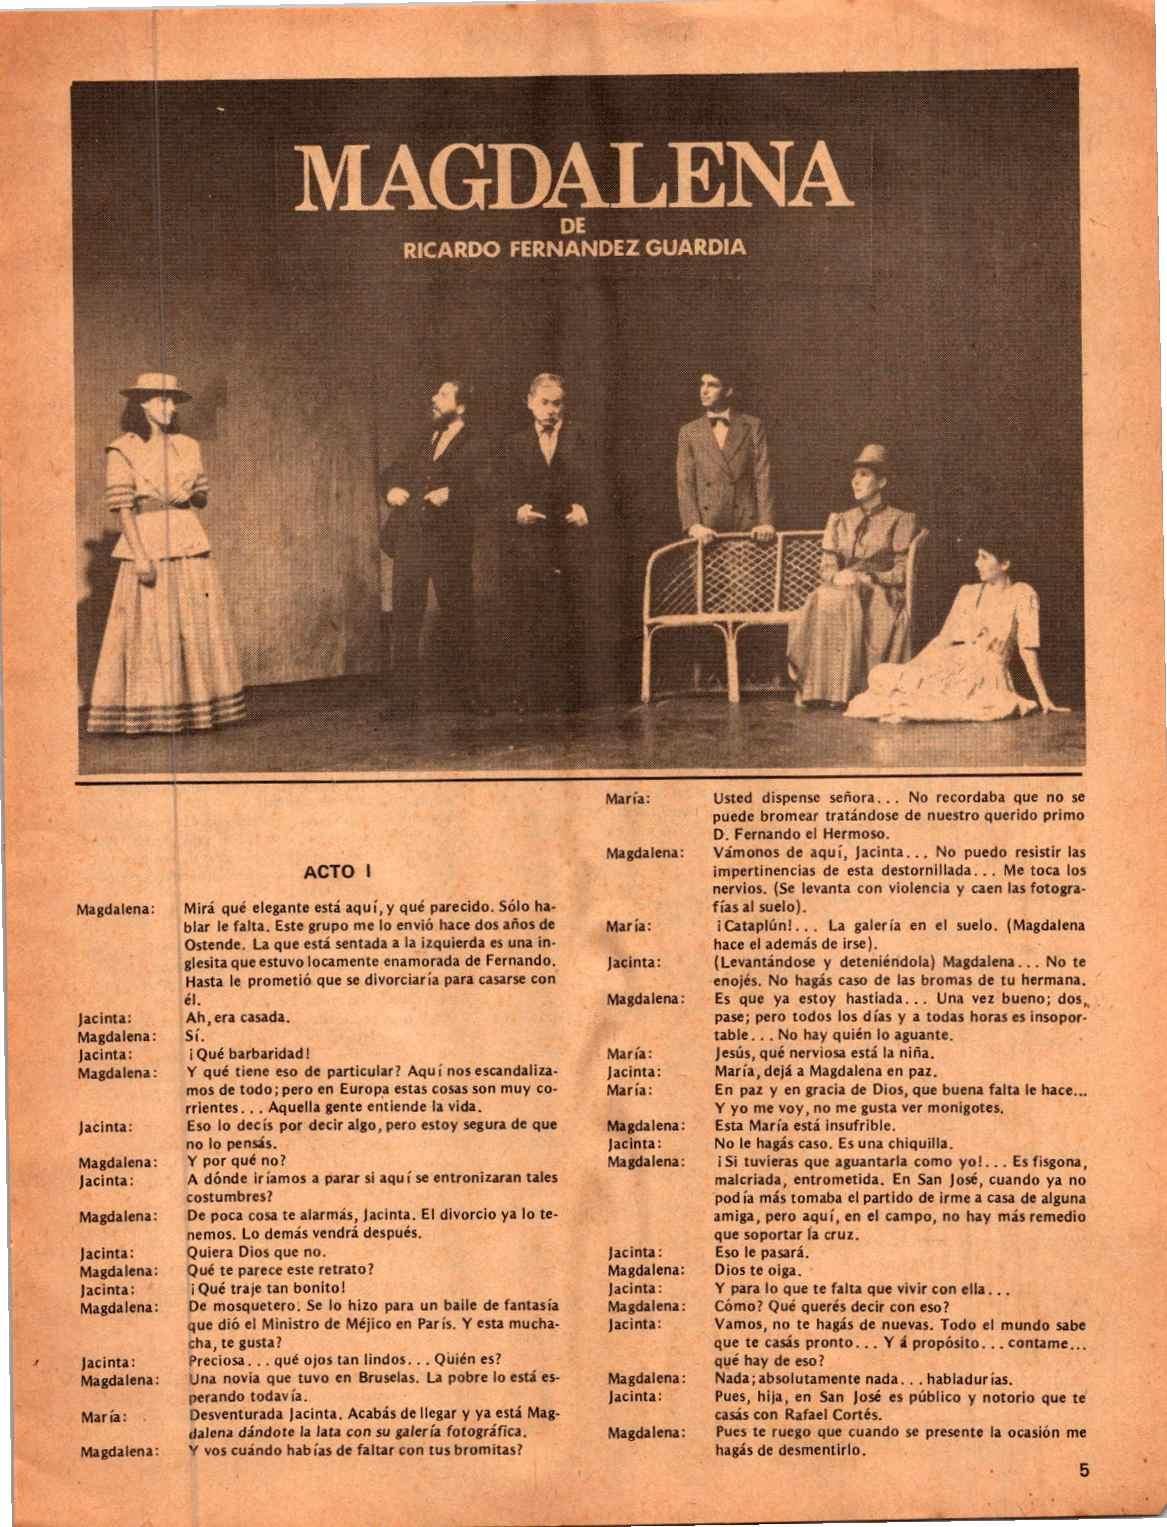 MAGDALENA
DE
RICARDO FERNANDEZ GUARDIA
ACTO I
Magdalena: Mirá qué elegante está aquí, y qué parecido. Sólo ha-
blar le falta. Este grupo me lo envió hace dos años de
Ostende. La que está sentada a la izquierda es una in-
glesita que estuvo locamente enamorada de Fernando.
Hasta le prometió que se divorciaría para casarse con
él.
Jacinta: Ah, era casada.
Magdalena: Sí.
Jacinta: ¡Qué barbaridad!
Magdalena: Y qué tiene eso de particular? Aquí nos escandaliza-
mos de todo; pero en Europa estas cosas son muy co-
rrientes... Aquella gente entiende la vida.
Jacinta: Eso lo decís por decir algo, pero estoy segura de que
no lo pensás.
Magdalena: Y por qué no?
Jacinta: A dónde iríamos a parar si aquí se entronizaran tales
costumbres?
Magdalena: De poca cosa te alarmás, Jacinta. El divorcio ya lo te-
nemos. Lo demás vendrá después.
Jacinta: Quiera Dios que no.
Magdalena: Qué te parece este retrato?
Jacinta: ¡Qué traje tan bonito!
Magdalena: De mosquetero. Se lo hizo para un baile de fantasía
que dió el Ministro de Méjico en París. Y esta mucha-
cha, te gusta?
Jacinta: Preciosa... qué ojos tan lindos... Quién es?
Magdalena: Una novia que tuvo en Bruselas. La pobre lo está es-
perando todavía.
María: Desventurada Jacinta. Acabás de llegar y ya está Mag-
dalena dándote la lata con su galería fotográfica.
Magdalena: Y vos cuándo habías de faltar con tus bromitas?
María: Usted dispense señora... No recordaba que no se
puede bromear tratándose de nuestro querido primo
D. Fernando el Hermoso.
Magdalena: Vámonos de aquí, Jacinta... No puedo resistir las
impertinencias de esta destornillada... Me toca los
nervios. (Se levanta con violencia y caen las fotogra-
fías al suelo).
María: ¡Cataplún!... La galería en el suelo. (Magdalena
hace el además de irse).
Jacinta: (Levantándose y deteniéndola) Magdalena... No te
enojés. No hagás caso de las bromas de tu hermana.
Magdalena: Es que ya estoy hastiada... Una vez bueno; dos,
pase; pero todos los días y a todas horas es insopor-
table... No hay quién lo aguante.
María: Jesús, qué nerviosa está la niña.
Jacinta: María, dejá a Magdalena en paz.
María: En paz y en gracia de Dios, que buena falta le hace...
Y yo me voy, no me gusta ver monigotes.
Magdalena: Esta María está insufrible.
Jacinta: No le hagás caso. Es una chiquilla.
Magdalena: ¡Si tuvieras que aguantarla como yo!... Es fisgona,
malcriada, entrometida. En San José, cuando ya no
podía más tomaba el partido de irme a casa de alguna
amiga, pero aquí, en el campo, no hay más remedio
que soportar la cruz.
Jacinta: Eso le pasará.
Magdalena: Dios te oiga.
Jacinta: Y para lo que te falta que vivir con ella...
Magdalena: Cómo? Qué querés decir con eso?
Jacinta: Vamos, no te hagás de nuevas. Todo el mundo sabe
que te casás pronto... Y á propósito... contame...
qué hay de eso?
Magdalena: Nada; absolutamente nada... habladurías.
Jacinta: Pues, hija, en San José es público y notorio que te
casás con Rafael Cortés.
Magdalena: Pues te ruego que cuando se presente la ocasión me
hagás de desmentirlo.
5